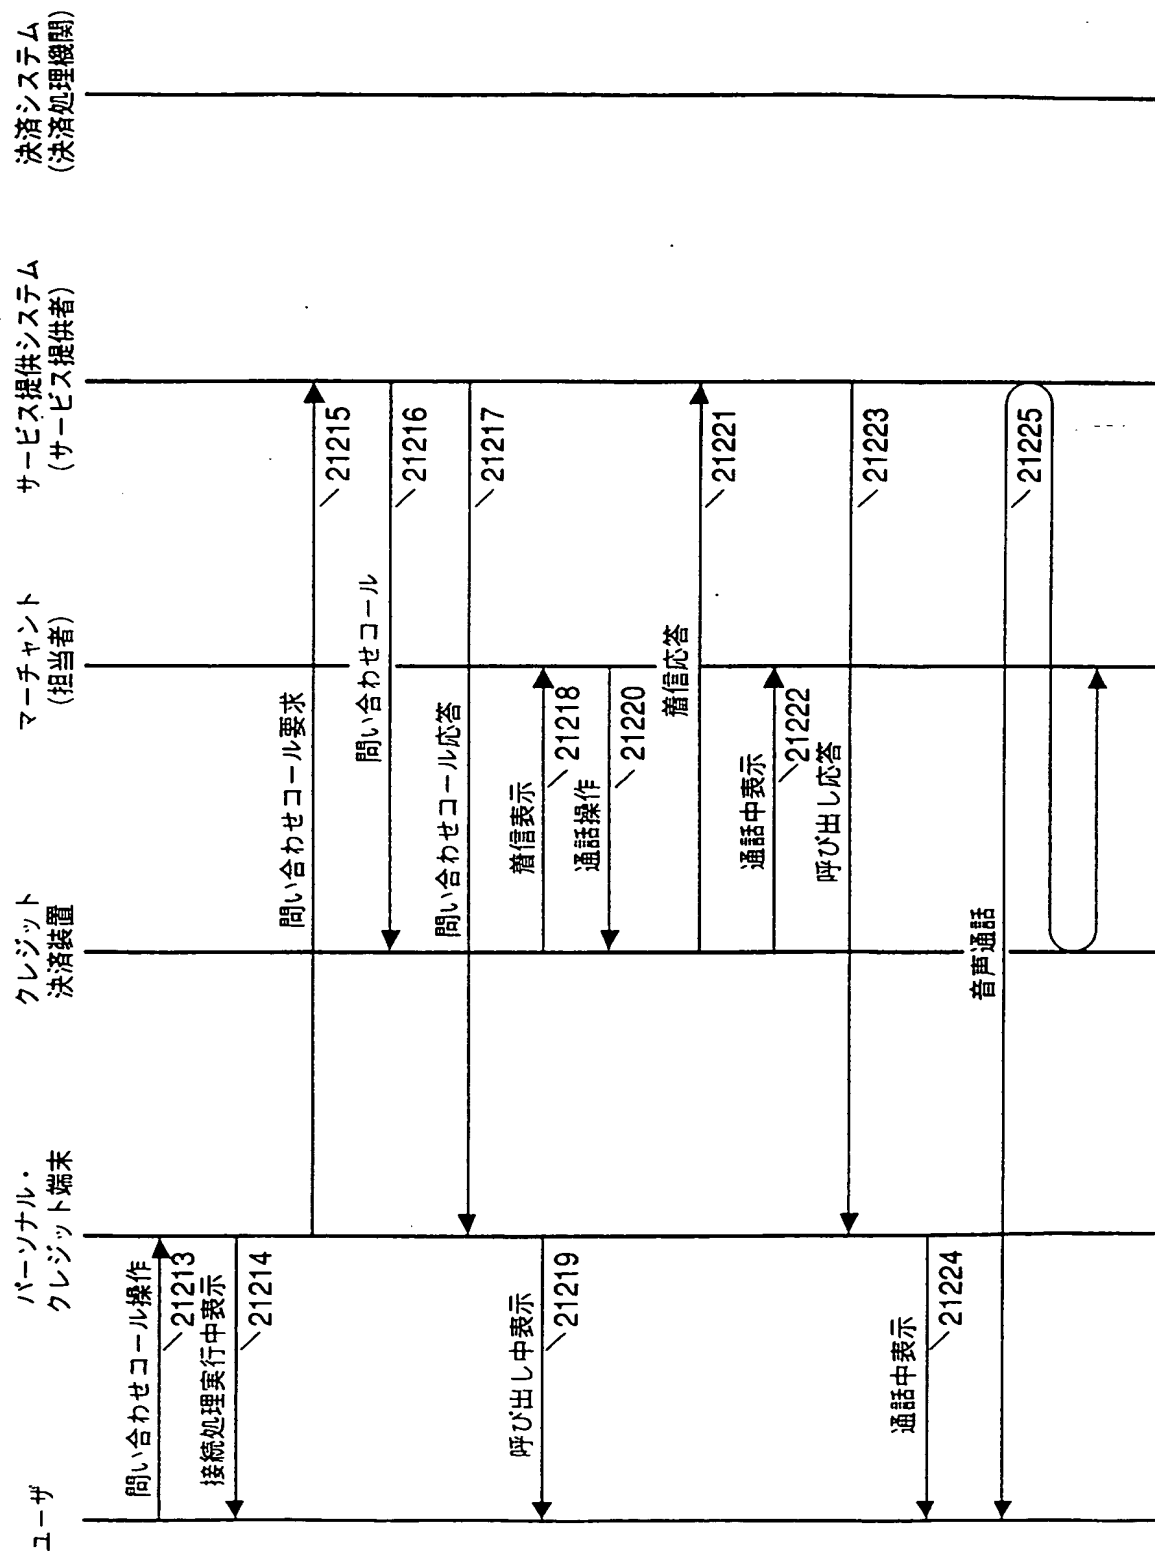 ユーザ
パーソナル・
クレジット端末
クレジット
決済装置
マーチャント
(担当者)
サービス提供システム
(サービス提供者)
決済システム
(決済処理機関)
問い合わせコール操作
21213
接続処理実行中表示
21214
問い合わせコール要求
21215
問い合わせコール
21216
問い合わせコール応答
21217
着信表示
21218
呼び出し中表示
21219
通話操作
21220
着信応答
21221
通話中表示
21222
呼び出し応答
21223
通話中表示
21224
音声通話
21225